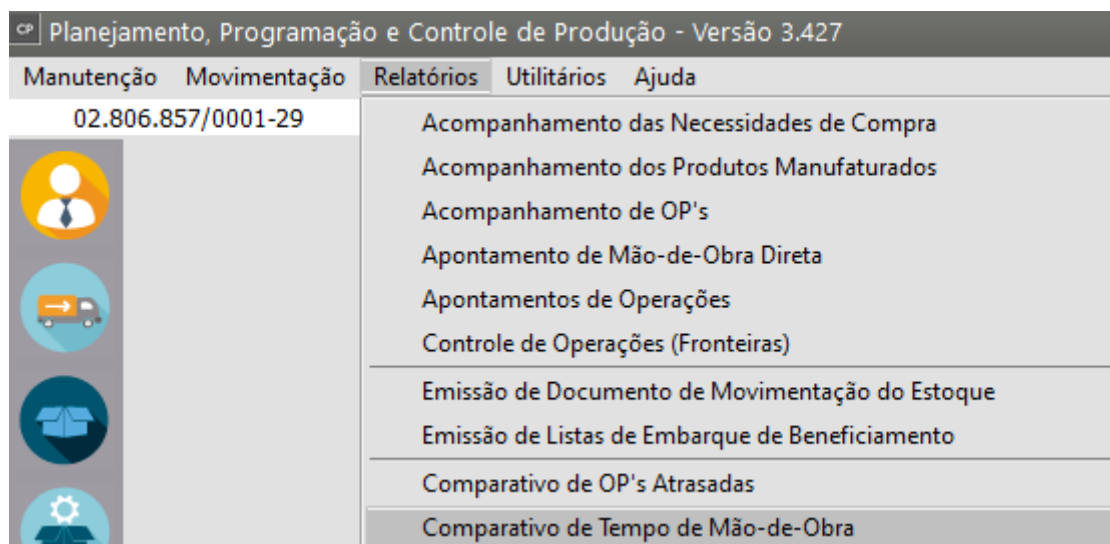 CP Planejamento, Programação e Controle de Produção - Versão 3.427
Manutenção Movimentação Relatórios Utilitários Ajuda
02.806.857/0001-29
Acompanhamento das Necessidades de Compra
Acompanhamento dos Produtos Manufaturados
Acompanhamento de OP's
Apontamento de Mão-de-Obra Direta
Apontamentos de Operações
Controle de Operações (Fronteiras)
Emissão de Documento de Movimentação do Estoque
Emissão de Listas de Embarque de Beneficiamento
Comparativo de OP's Atrasadas
Comparativo de Tempo de Mão-de-Obra